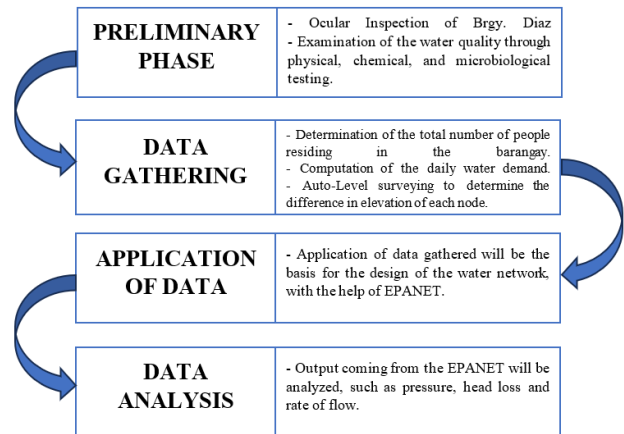 PRELIMINARY
PHASE
- Ocular Inspection of Brgy. Diaz
- Examination of the water quality through
physical, chemical, and microbiological
testing.
DATA
GATHERING
- Determination of the total number of people
residing in the barangay.
- Computation of the daily water demand.
- Auto-Level surveying to determine the
difference in elevation of each node.
APPLICATION
OF DATA
- Application of data gathered will be the
basis for the design of the water network,
with the help of EPANET.
DATA
ANALYSIS
- Output coming from the EPANET will be
analyzed, such as pressure, head loss and
rate of flow.